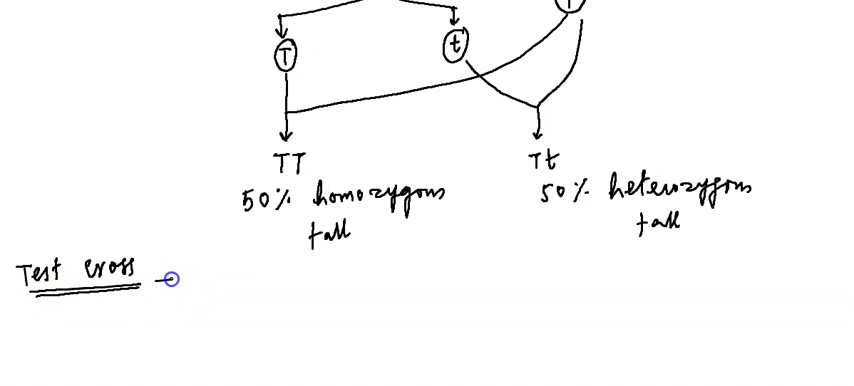 T t
TT Tt
50% homozygous 50% heterozygous
tall tall
Test cross -